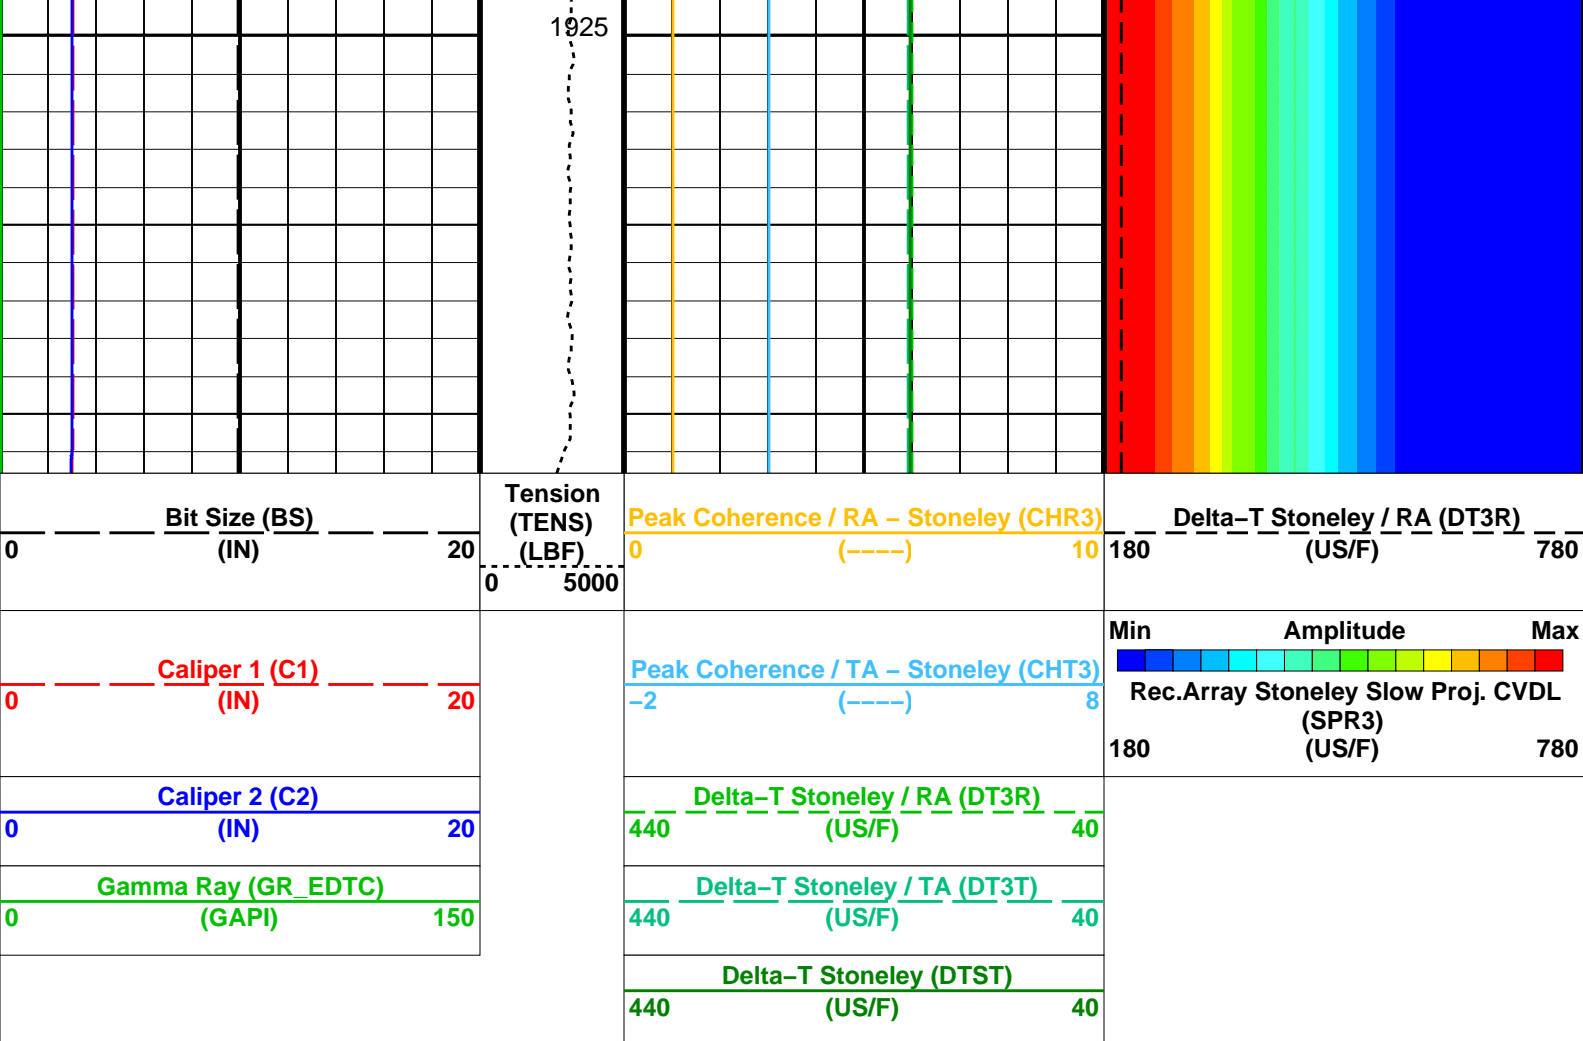 1925
Bit Size (BS)
0 (IN) 20
Tension
(TENS)
(LBF)
0 5000
Peak Coherence / RA − Stoneley (CHR3)
0 (−−−−) 10
Delta−T Stoneley / RA (DT3R)
180 (US/F) 780
Caliper 1 (C1)
0 (IN) 20
Peak Coherence / TA − Stoneley (CHT3)
−2 (−−−−) 8
Min Amplitude Max
Rec.Array Stoneley Slow Proj. CVDL
(SPR3)
180 (US/F) 780
Caliper 2 (C2)
0 (IN) 20
Delta−T Stoneley / RA (DT3R)
440 (US/F) 40
Gamma Ray (GR_EDTC)
0 (GAPI) 150
Delta−T Stoneley / TA (DT3T)
440 (US/F) 40
Delta−T Stoneley (DTST)
440 (US/F) 40